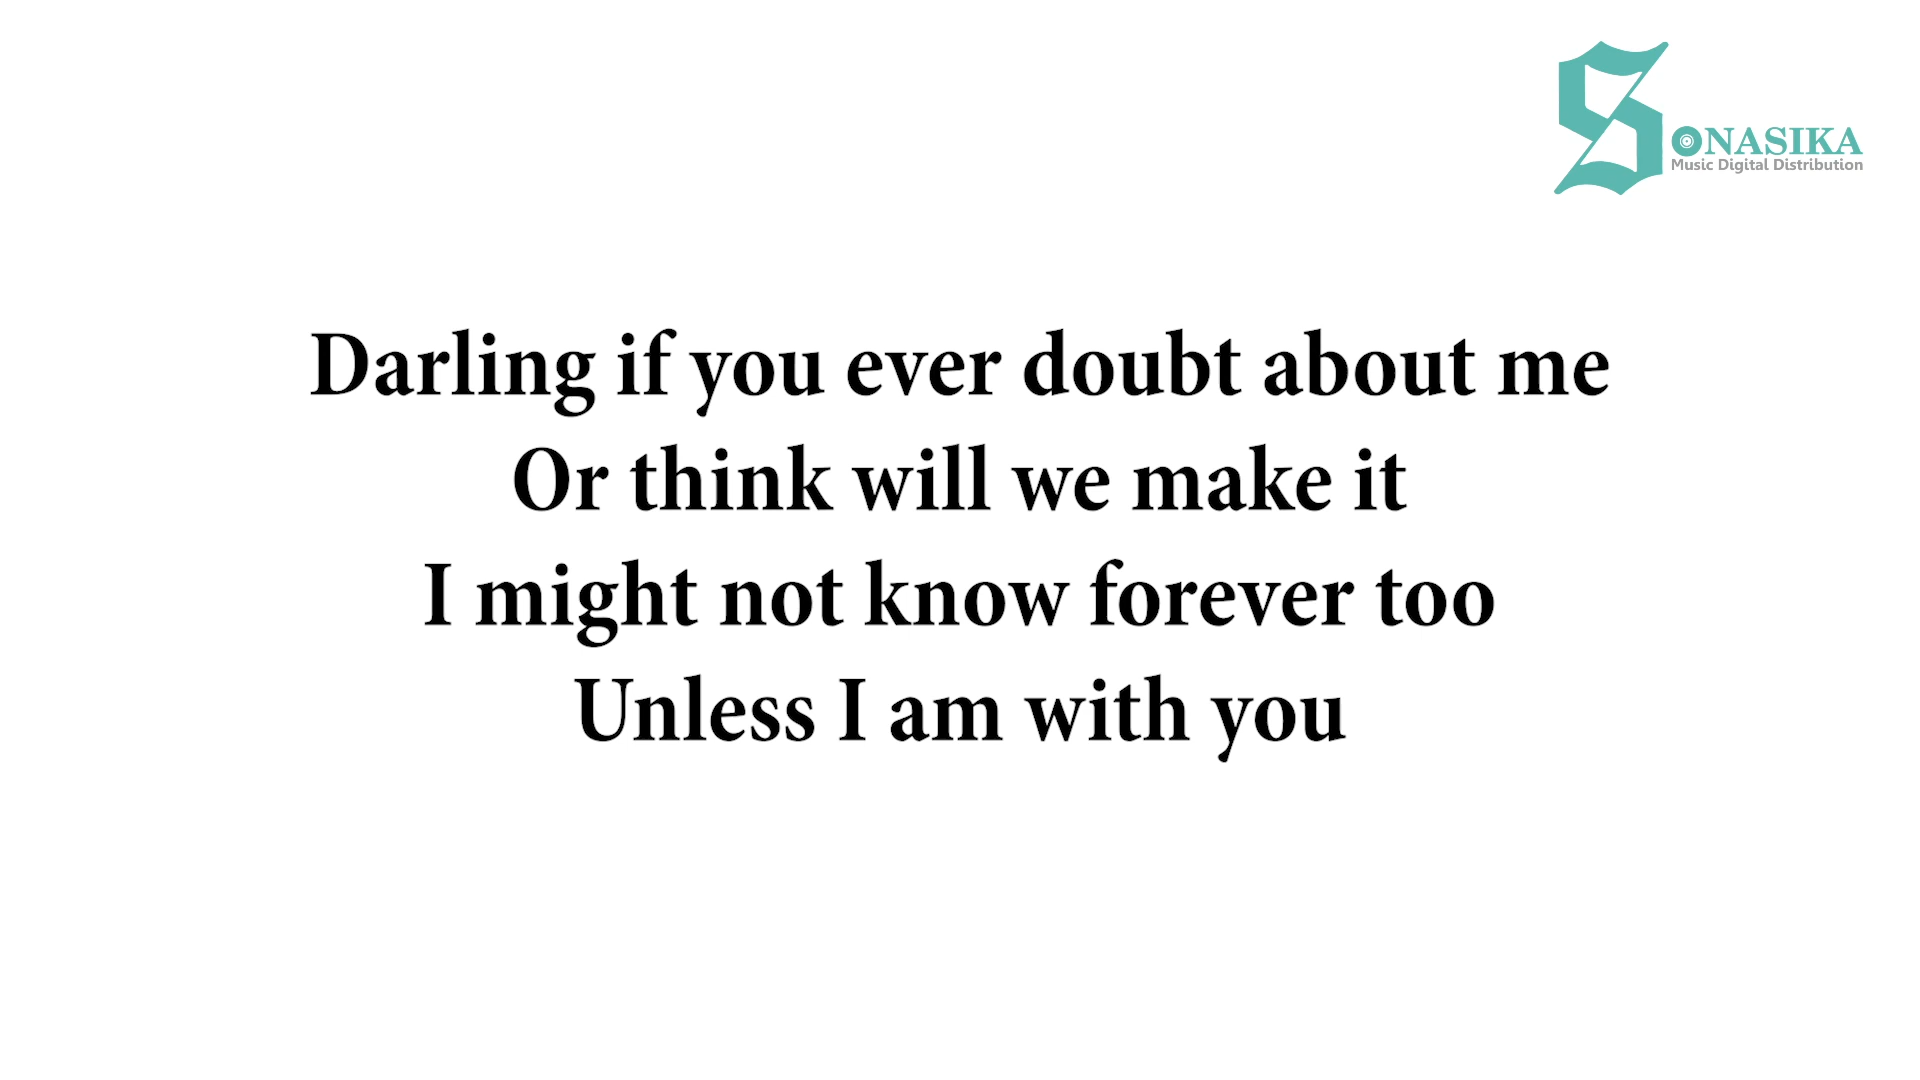 SONASIKA
Music Digital Distribution
Darling if you ever doubt about me
Or think will we make it
I might not know forever too
Unless I am with you